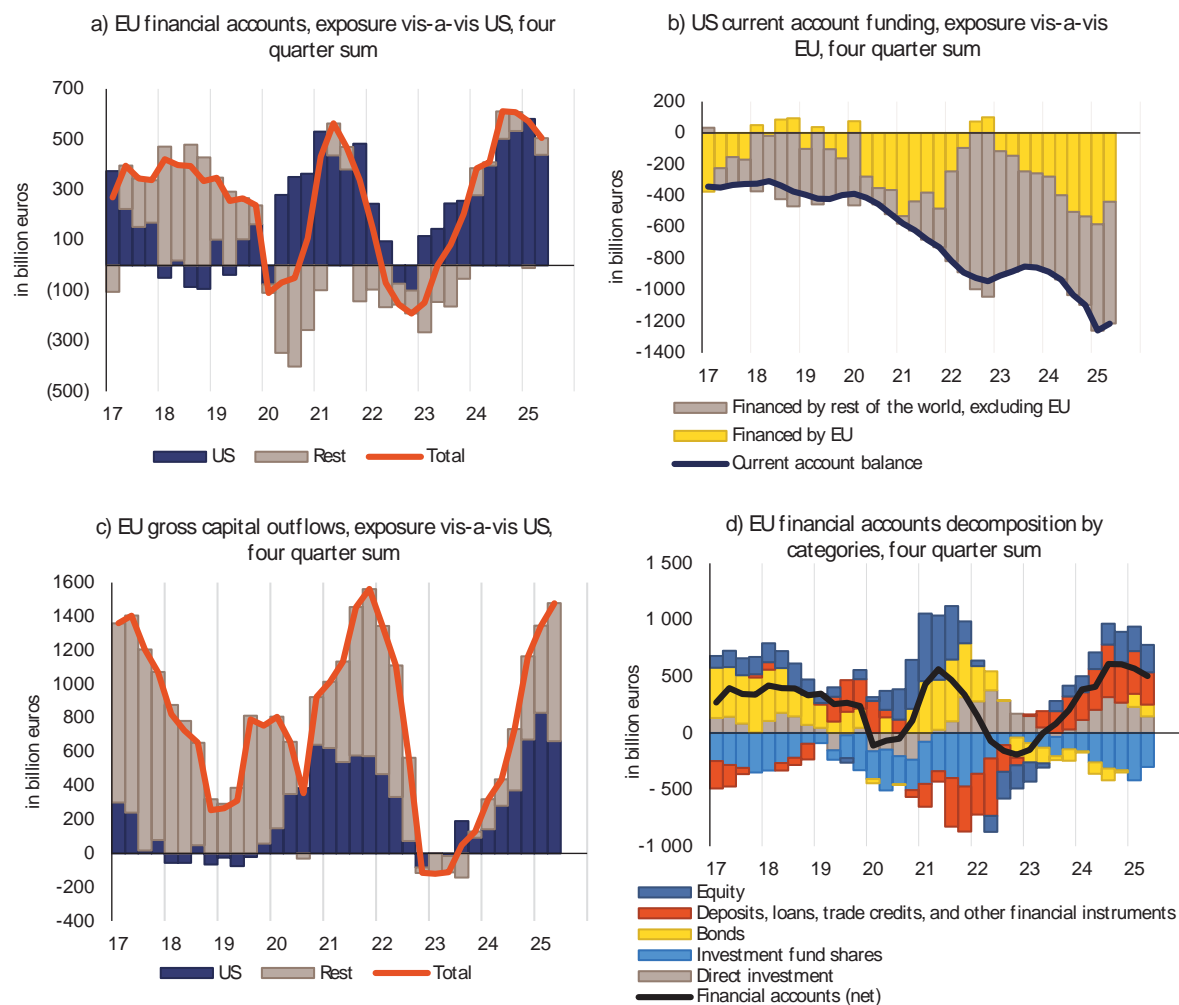 a) EU financial accounts, exposure vis-a-vis US, four
quarter sum
in billion euros
700
500
300
100
(100)
(300)
(500)
17 18 19 20 21 22 23 24 25
US Rest Total
b) US current account funding, exposure vis-a-vis
EU, four quarter sum
in billion euros
200
0
-200
-400
-600
-800
-1000
-1200
-1400
17 18 19 20 21 22 23 24 25
Financed by rest of the world, excluding EU
Financed by EU
Current account balance
c) EU gross capital outflows, exposure vis-a-vis US,
four quarter sum
in billion euros
1600
1400
1200
1000
800
600
400
200
0
-200
-400
17 18 19 20 21 22 23 24 25
US Rest Total
d) EU financial accounts decomposition by
categories, four quarter sum
in billion euros
1 500
1 000
500
0
- 500
-1 000
17 18 19 20 21 22 23 24 25
Equity
Deposits, loans, trade credits, and other financial instruments
Bonds
Investment fund shares
Direct investment
Financial accounts (net)